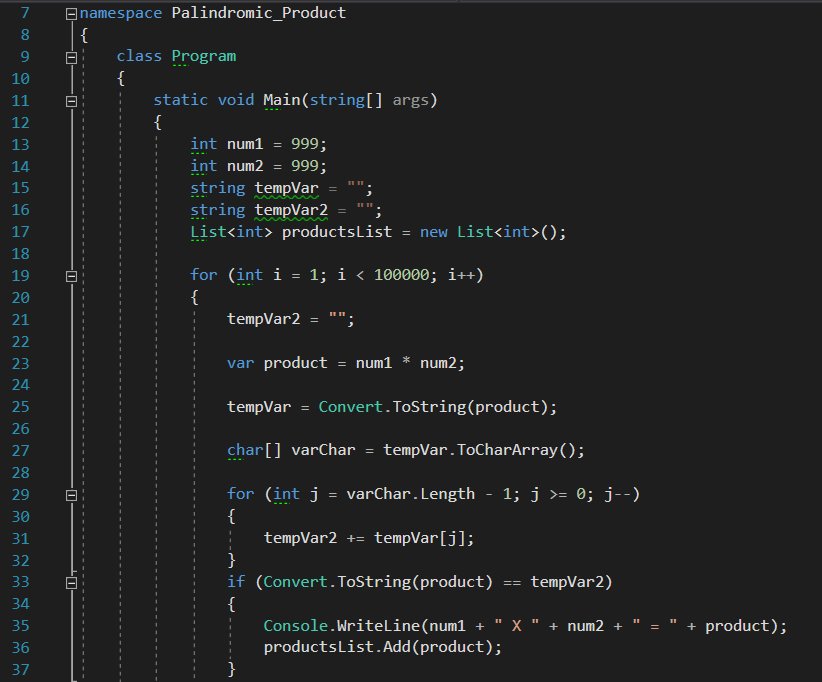 7 namespace Palindromic_Product
8 {
9 class Program
10 {
11 static void Main(string[] args)
12 {
13 int num1 = 999;
14 int num2 = 999;
15 string tempVar = "";
16 string tempVar2 = "";
17 List<int> productsList = new List<int>();
18
19 for (int i = 1; i < 100000; i++)
20 {
21 tempVar2 = "";
22
23 var product = num1 * num2;
24
25 tempVar = Convert.ToString(product);
26
27 char[] varChar = tempVar.ToCharArray();
28
29 for (int j = varChar.Length - 1; j >= 0; j--)
30 {
31 tempVar2 += tempVar[j];
32 }
33 if (Convert.ToString(product) == tempVar2)
34 {
35 Console.WriteLine(num1 + " X " + num2 + " = " + product);
36 productsList.Add(product);
37 }